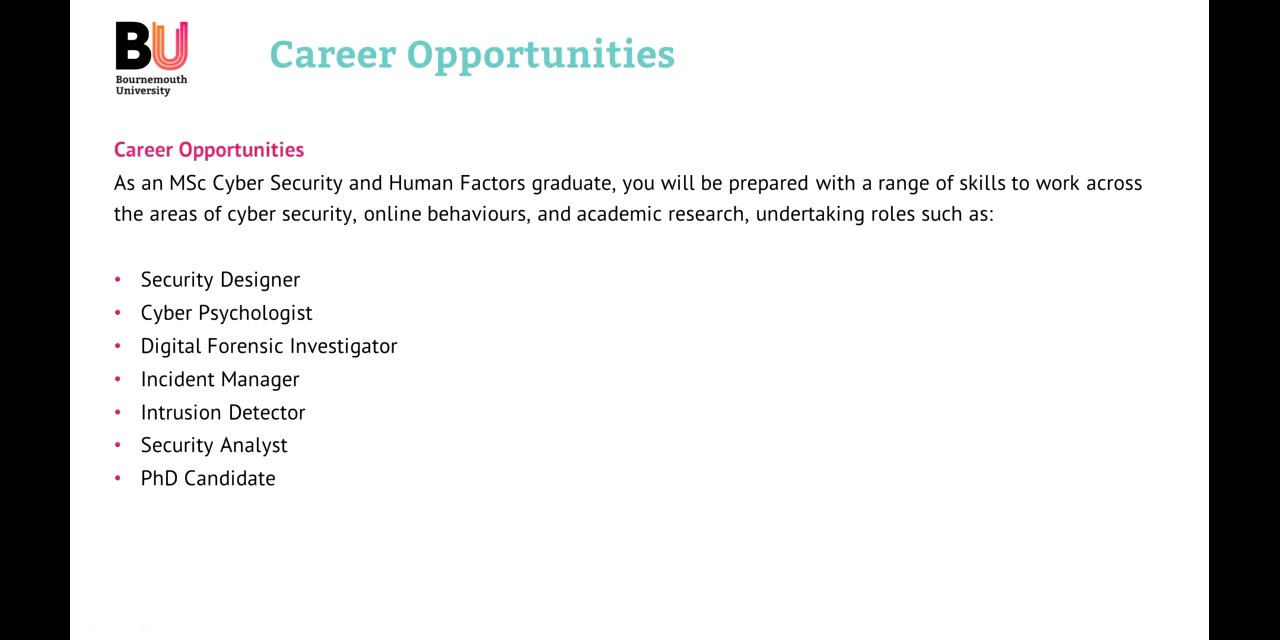 BU
Bournemouth
University
Career Opportunities
Career Opportunities
As an MSc Cyber Security and Human Factors graduate, you will be prepared with a range of skills to work across
the areas of cyber security, online behaviours, and academic research, undertaking roles such as:
• Security Designer
• Cyber Psychologist
• Digital Forensic Investigator
• Incident Manager
• Intrusion Detector
• Security Analyst
• PhD Candidate